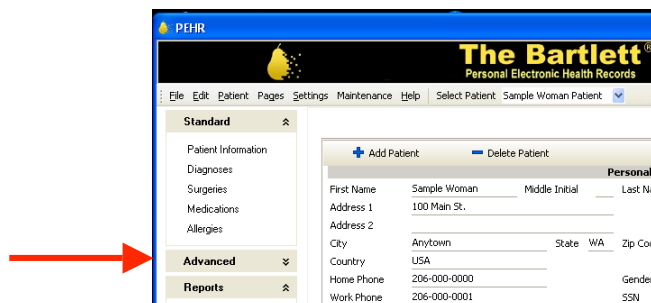 PEHR
The Bartlett®
Personal Electronic Health Records
File Edit Patient Pages Settings Maintenance Help Select Patient Sample Woman Patient
Standard
Patient Information
Diagnoses
Surgeries
Medications
Allergies
Advanced
Reports
Add Patient Delete Patient
Personal
First Name Sample Woman Middle Initial Last Na
Address 1 100 Main St.
Address 2
City Anytown State WA Zip Co
Country USA
Home Phone 206-000-0000 Gende
Work Phone 206-000-0001 SSN